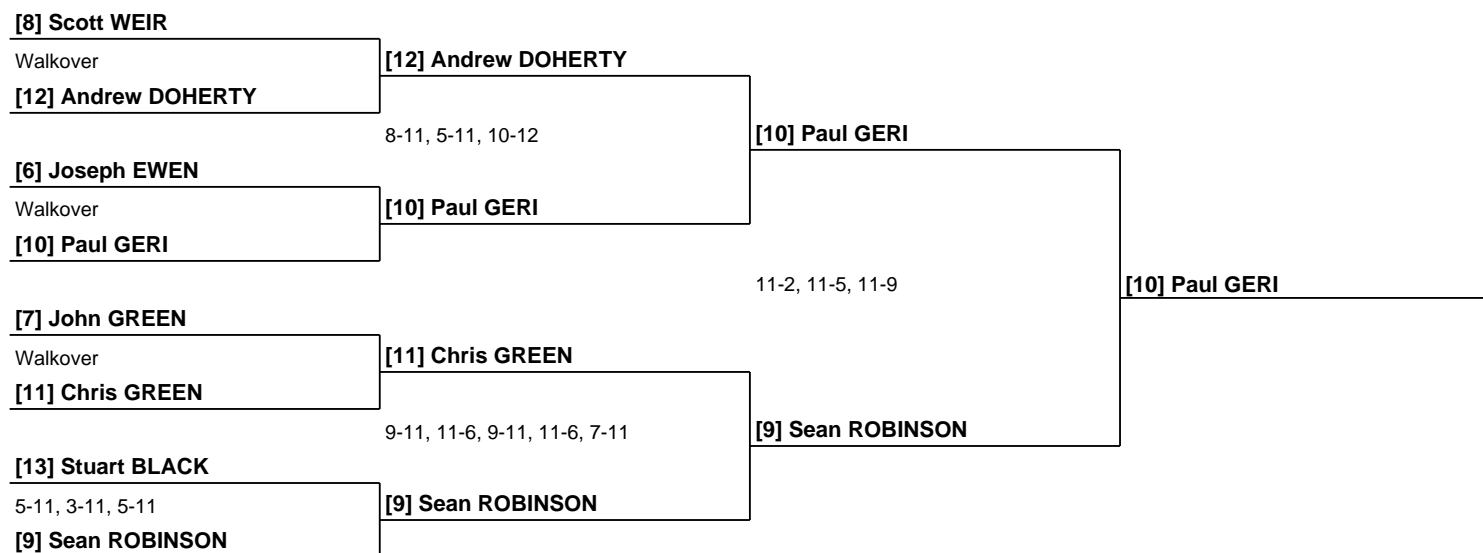 [8] Scott WEIR
Walkover
[12] Andrew DOHERTY
[12] Andrew DOHERTY
8-11, 5-11, 10-12
[10] Paul GERI
[6] Joseph EWEN
Walkover
[10] Paul GERI
[10] Paul GERI
11-2, 11-5, 11-9
[10] Paul GERI
[7] John GREEN
Walkover
[11] Chris GREEN
[11] Chris GREEN
9-11, 11-6, 9-11, 11-6, 7-11
[9] Sean ROBINSON
[13] Stuart BLACK
5-11, 3-11, 5-11
[9] Sean ROBINSON
[9] Sean ROBINSON